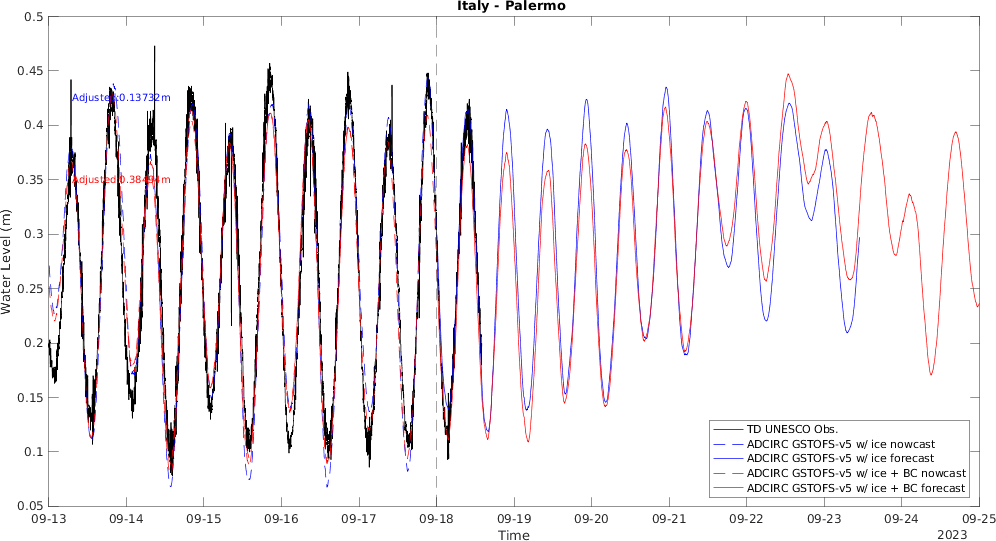 Italy - Palermo
0.5
0.45
0.4
0.35
0.3
0.25
0.2
0.15
0.1
0.05
Water Level (m)
Adjusted:0.13732m
TD UNESCO Obs.
ADCIRC GSTOFS-v5 w/ ice nowcast
ADCIRC GSTOFS-v5 w/ ice forecast
ADCIRC GSTOFS-v5 w/ ice + BC nowcast
ADCIRC GSTOFS-v5 w/ ice + BC forecast
09-13 09-14 09-15 09-16 09-17 09-18 09-19 09-20 09-21 09-22 09-23 09-24 09-25
Time
2023